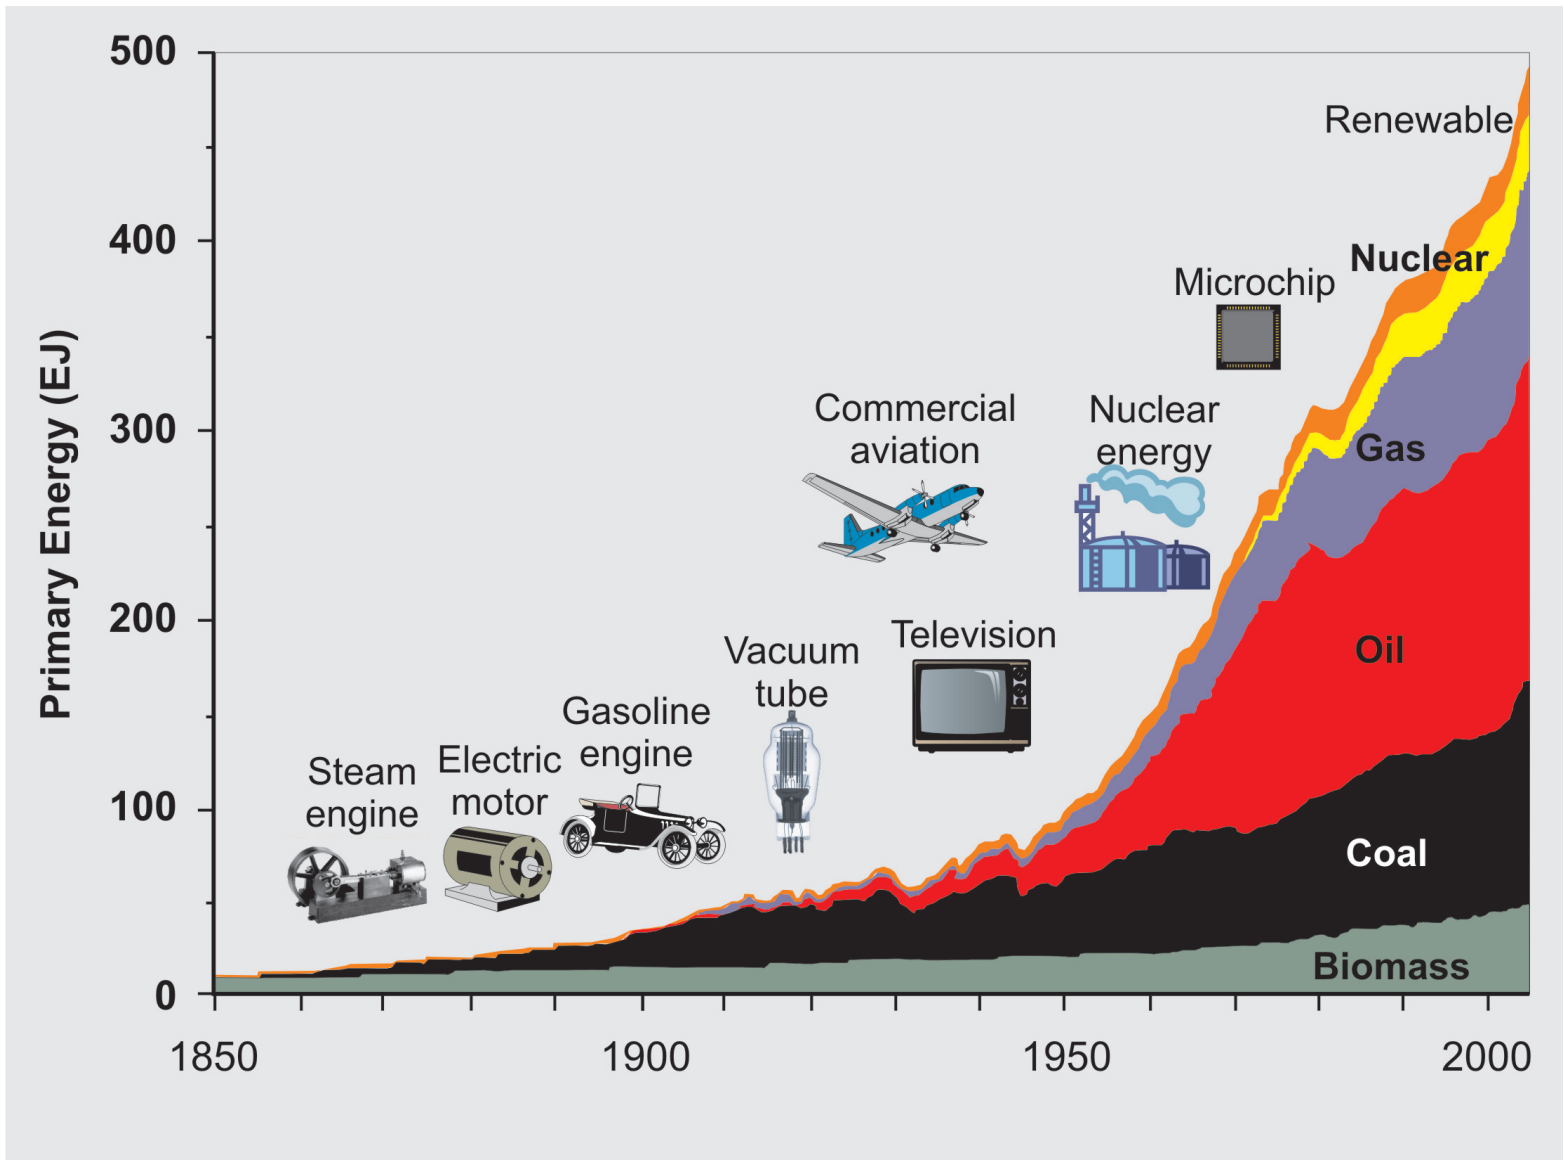 500
Renewable
400
Nuclear
Microchip
300
Commercial
aviation
Nuclear
energy
Gas
Primary Energy (EJ)
200
Television
Oil
Vacuum
tube
Gasoline
engine
Electric
motor
Steam
engine
100
Coal
Biomass
0
1850
1900
1950
2000